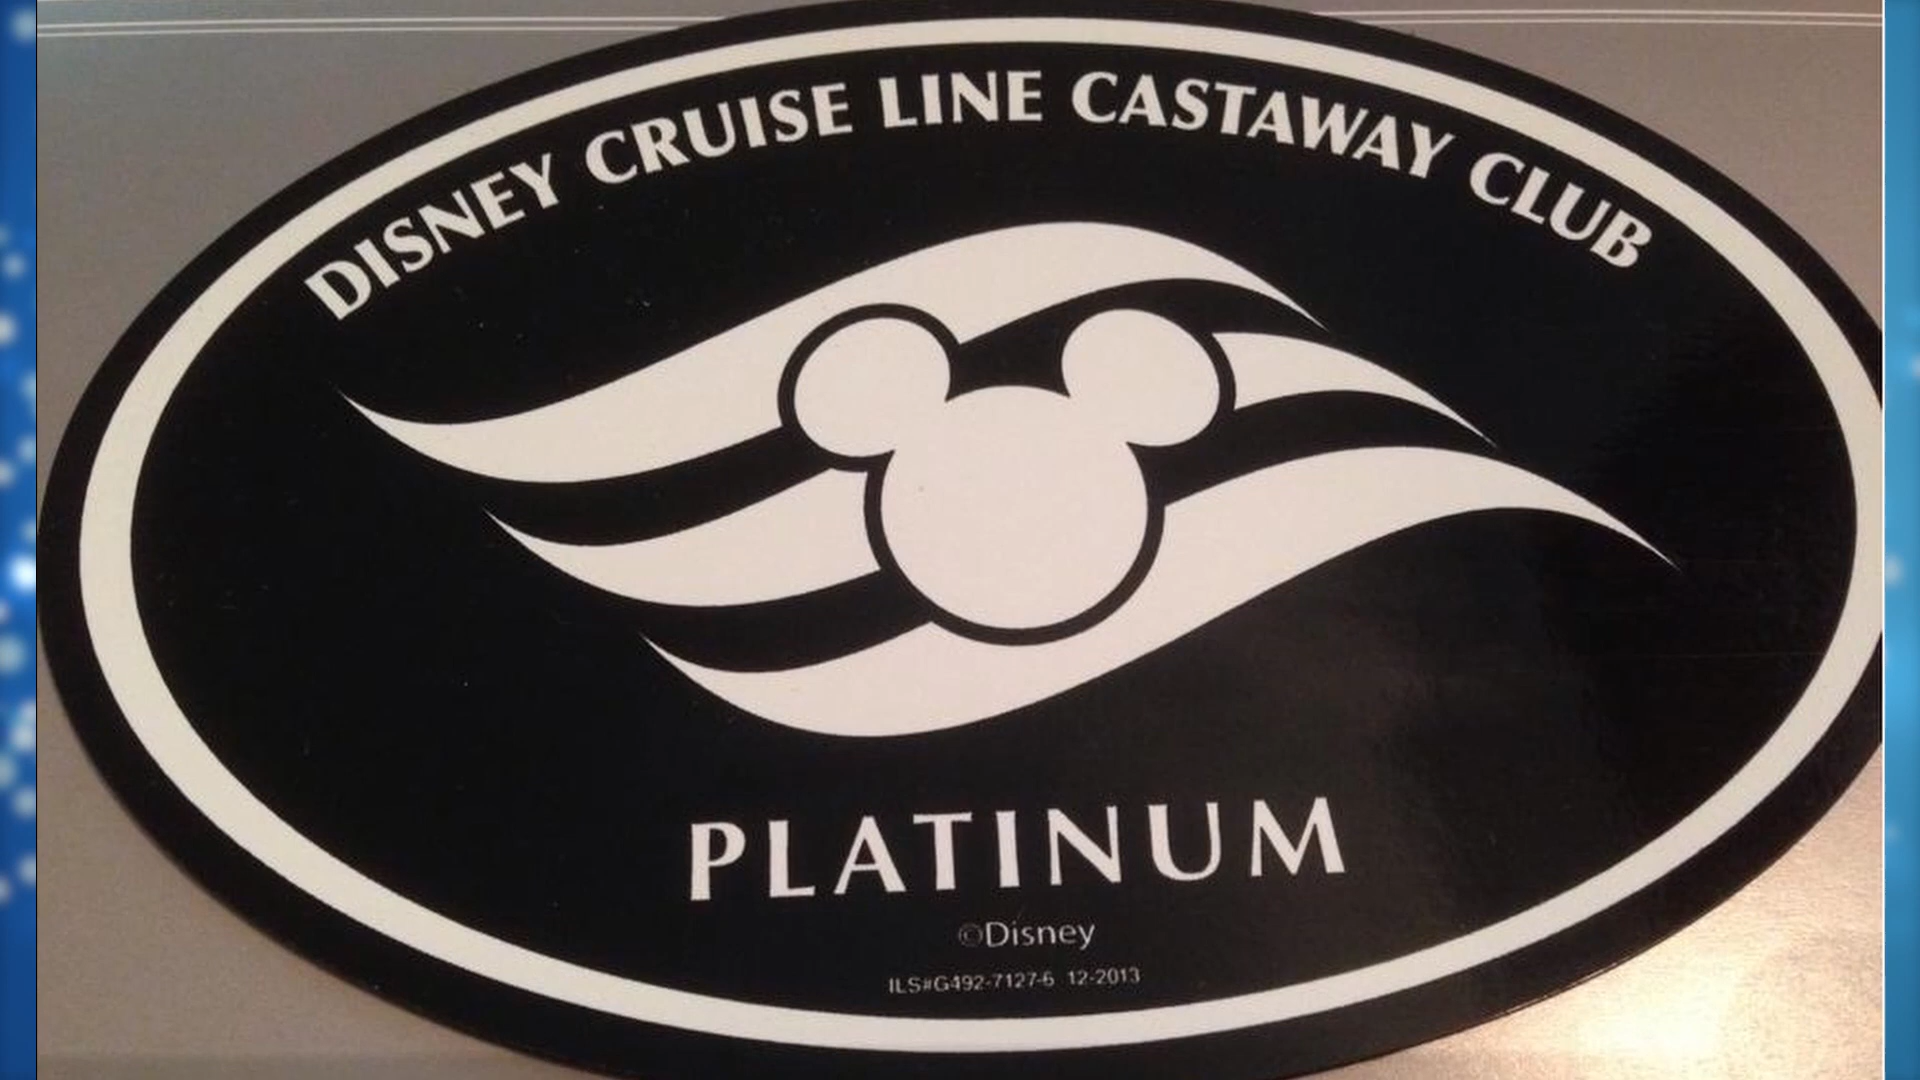 DISNEY CRUISE LINE CASTAWAY CLUB
PLATINUM
©Disney
ILS#G492-7127-6 12-2013